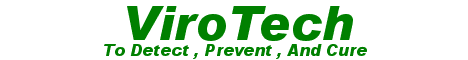 ViroTech
To Detect , Prevent , And Cure